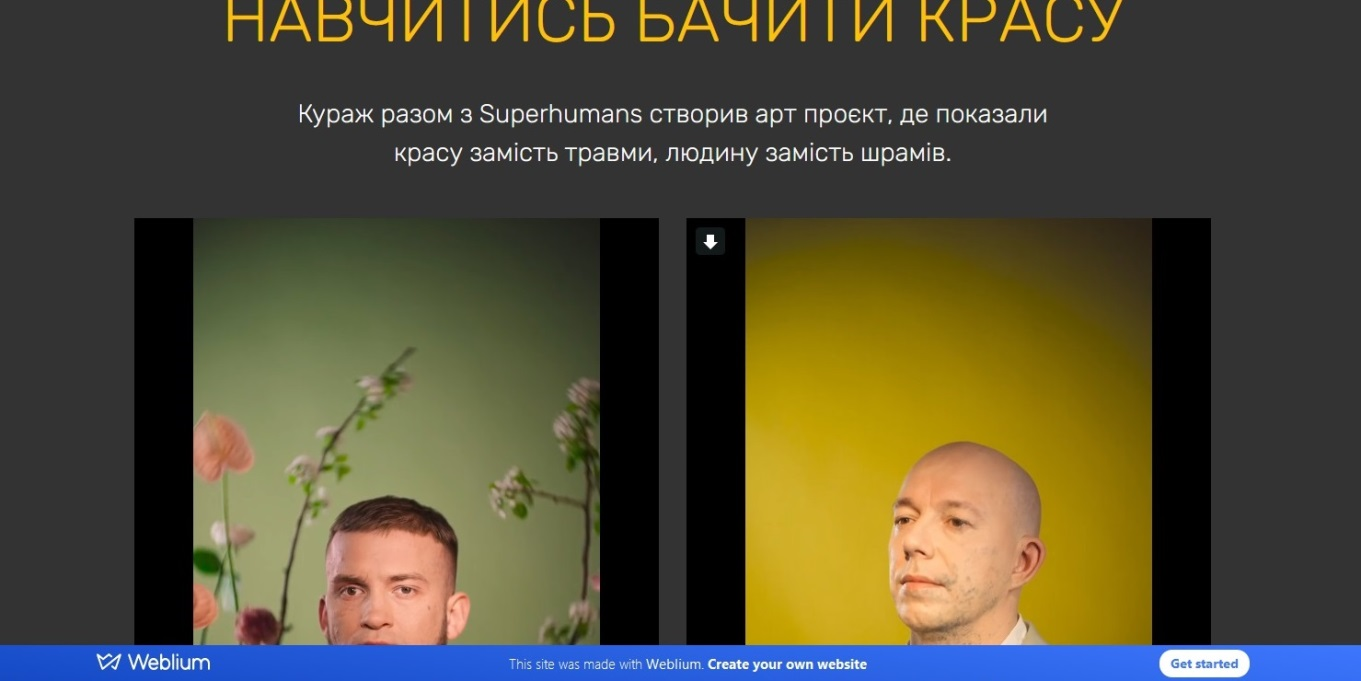 НАВЧИТИСЬ БАЧИТИ КРАСУ
Кураж разом з Superhumans створив арт проєкт, де показали
красу замість травми, людину замість шрамів.
Weblium
This site was made with Weblium. Create your own website
Get started